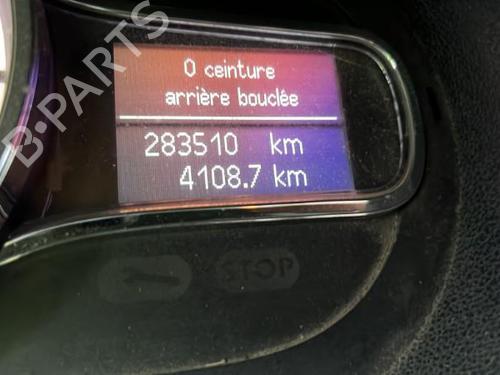 0 ceinture
arrière bouclée
283510 km
4108.7 km
STOP
B-PARTS